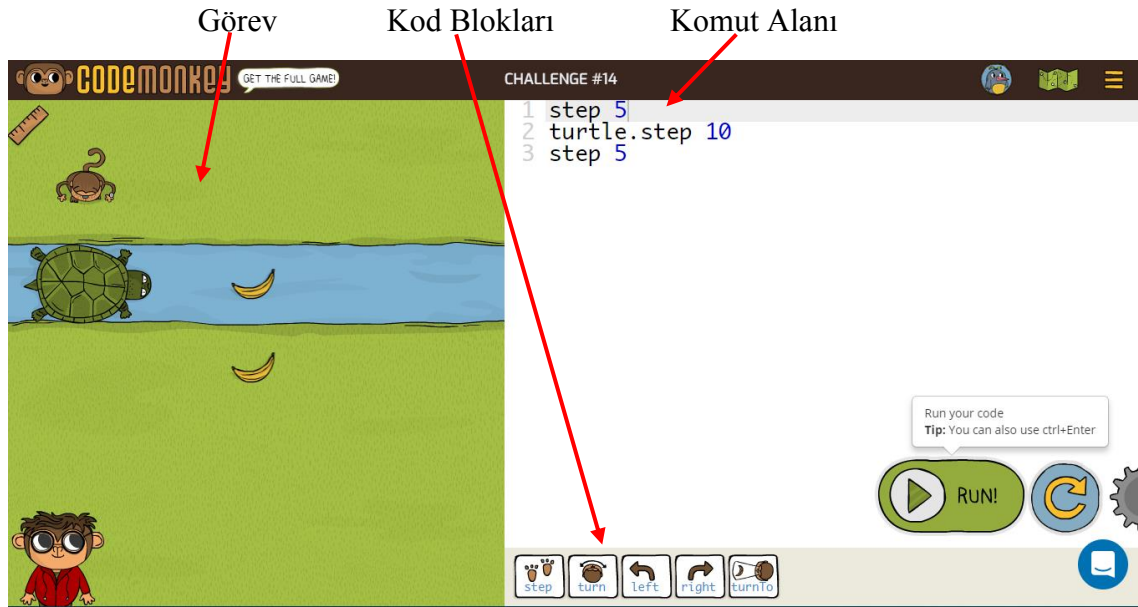 Görev Kod Blokları Komut Alanı
CODEMONKEY GET THE FULL GAME! CHALLENGE #14
1 step 5
2 turtle.step 10
3 step 5
Run your code
Tip: You can also use ctrl+Enter
RUN!
step turn left right turnTo